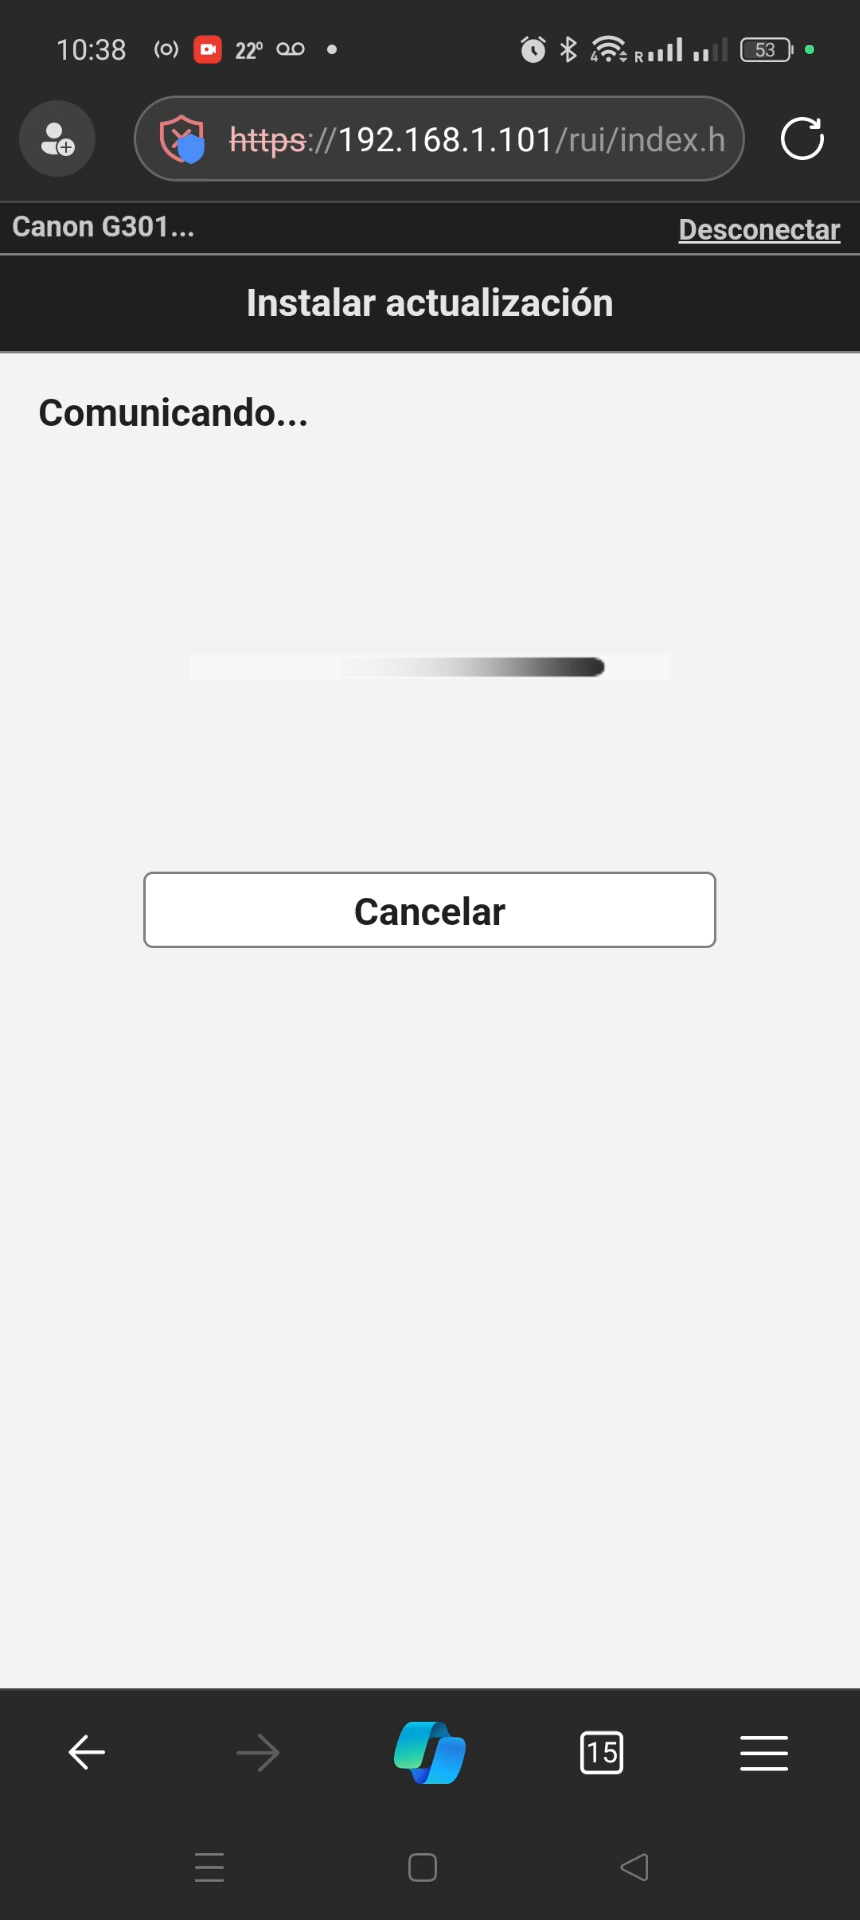 10:38 22º 4 R 53
https://192.168.1.101/rui/index.h
Canon G301... Desconectar
Instalar actualización
Comunicando...
Cancelar
15